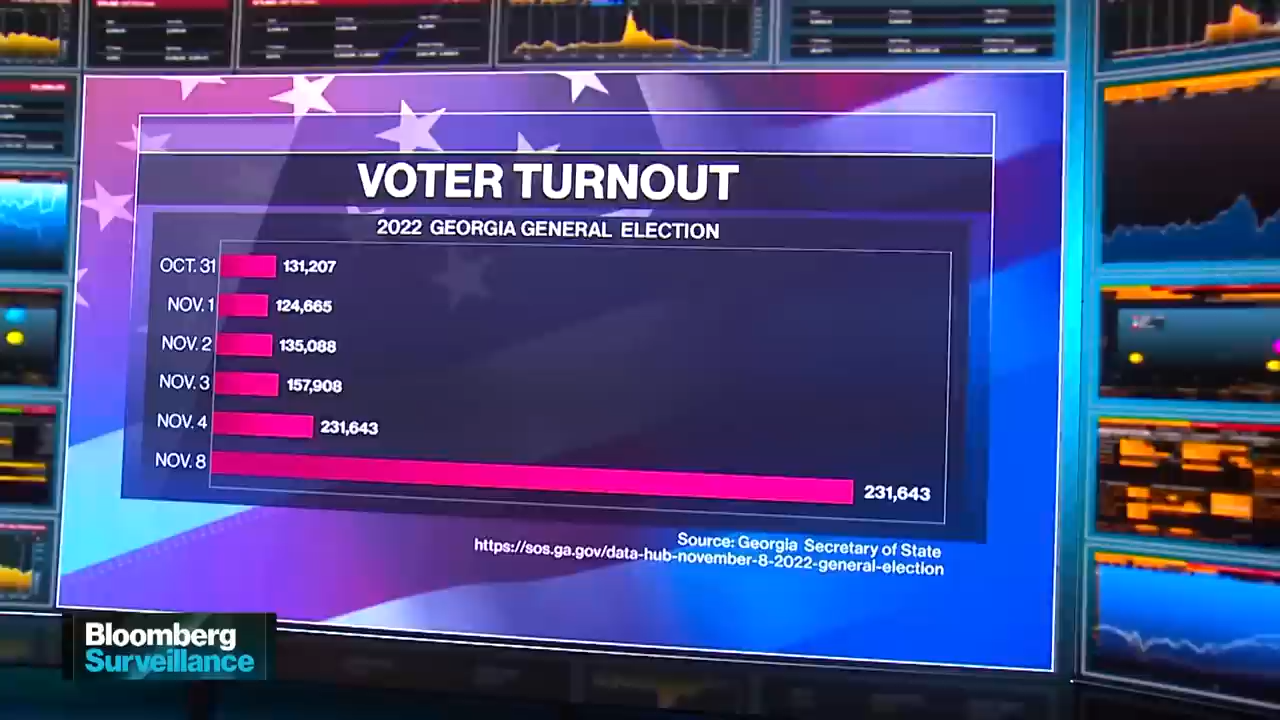 VOTER TURNOUT
2022 GEORGIA GENERAL ELECTION
OCT. 31 131,207
NOV. 1 124,665
NOV. 2 135,088
NOV. 3 157,908
NOV. 4 231,643
NOV. 8 231,643
Source: Georgia Secretary of State
https://sos.ga.gov/data-hub-november-8-2022-general-election
Bloomberg
Surveillance